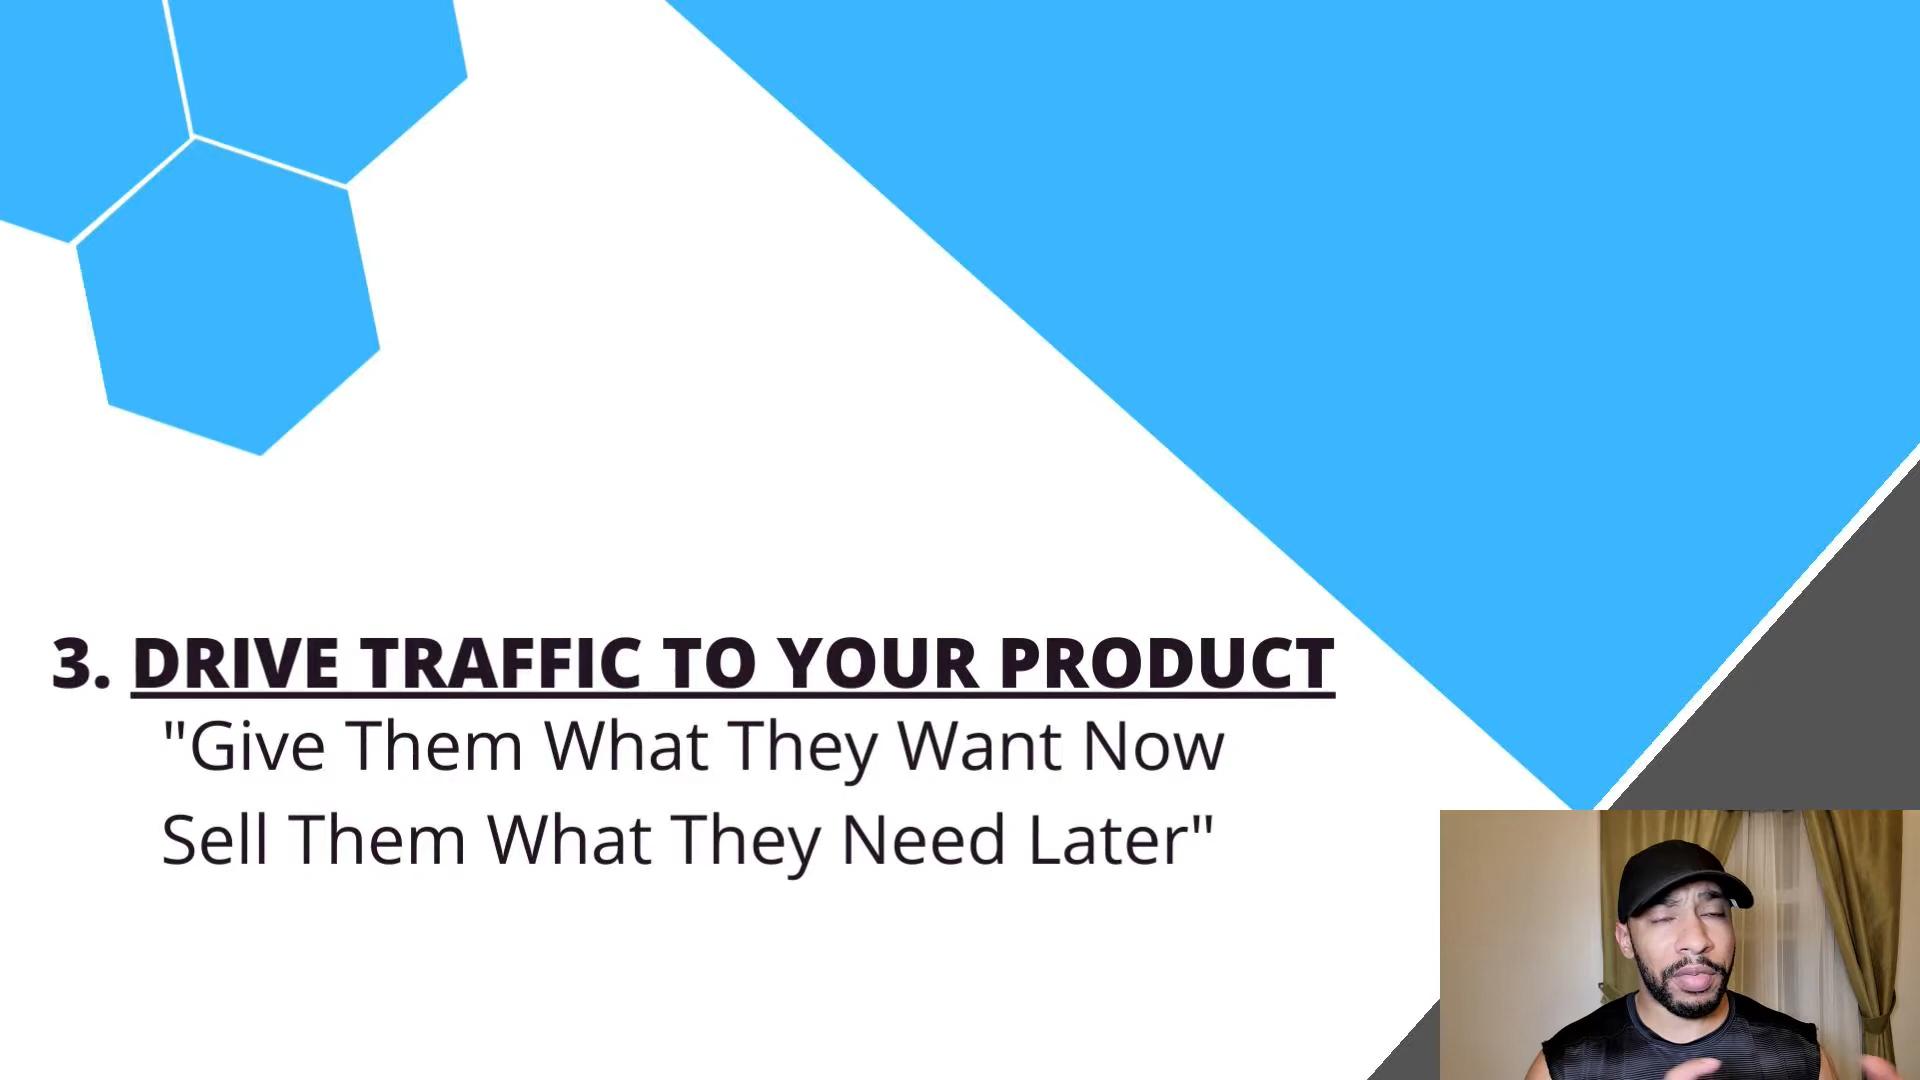 3. DRIVE TRAFFIC TO YOUR PRODUCT
"Give Them What They Want Now
Sell Them What They Need Later"